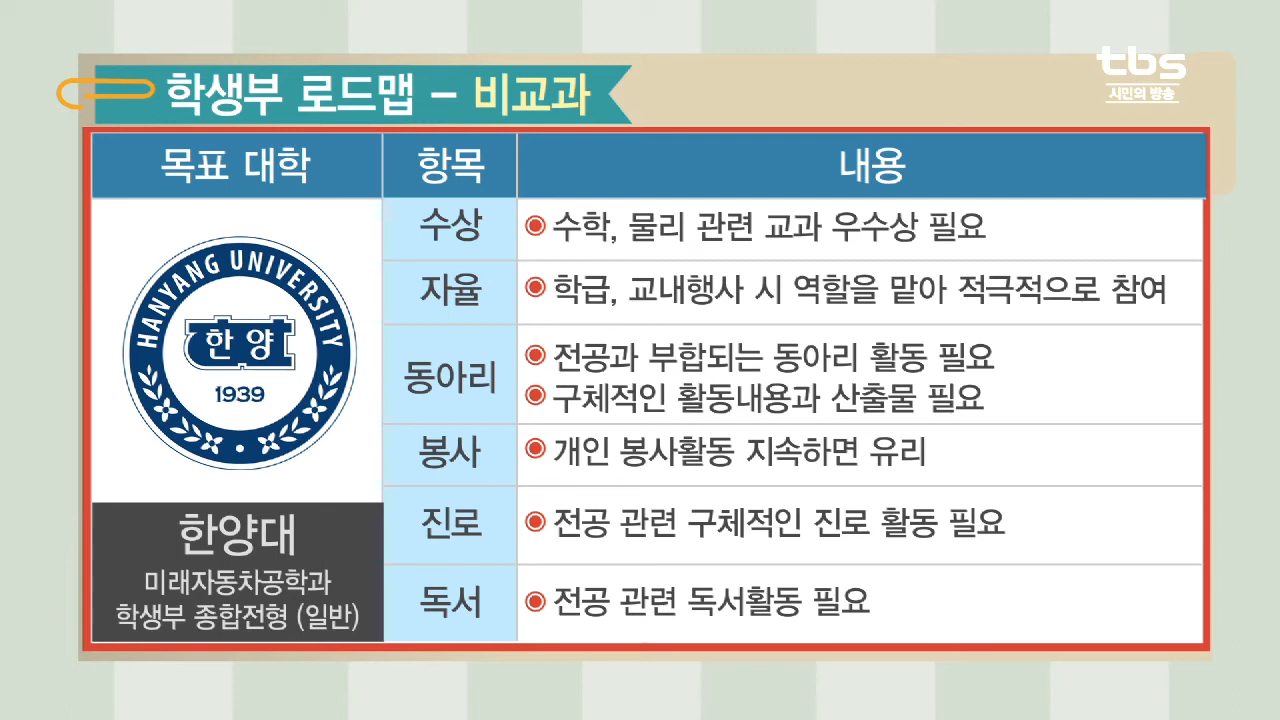 tbs
시민의 방송
학생부 로드맵 - 비교과
목표 대학 항목 내용
HANYANG UNIVERSITY
한양
1939
한양대
미래자동차공학과
학생부 종합전형 (일반)
수상 ◉ 수학, 물리 관련 교과 우수상 필요
자율 ◉ 학급, 교내행사 시 역할을 맡아 적극적으로 참여
동아리 ◉ 전공과 부합되는 동아리 활동 필요
◉ 구체적인 활동내용과 산출물 필요
봉사 ◉ 개인 봉사활동 지속하면 유리
진로 ◉ 전공 관련 구체적인 진로 활동 필요
독서 ◉ 전공 관련 독서활동 필요